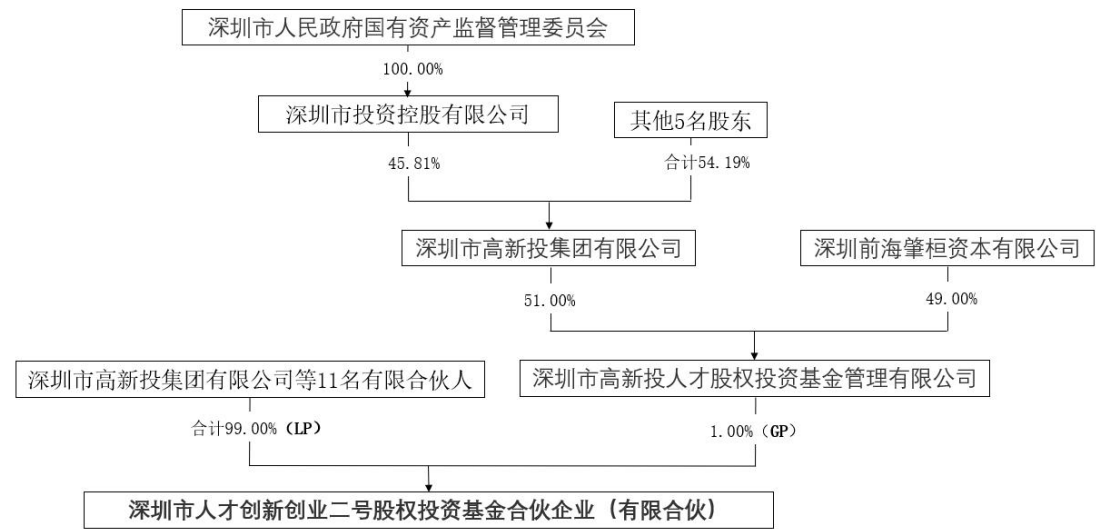 深圳市人民政府国有资产监督管理委员会
100.00%
深圳市投资控股有限公司
其他5名股东
45.81%
合计54.19%
深圳市高新投集团有限公司
深圳前海肇桓资本有限公司
51.00%
49.00%
深圳市高新投集团有限公司等11名有限合伙人
深圳市高新投人才股权投资基金管理有限公司
合计99.00%（LP）
1.00%（GP）
深圳市人才创新创业二号股权投资基金合伙企业（有限合伙）